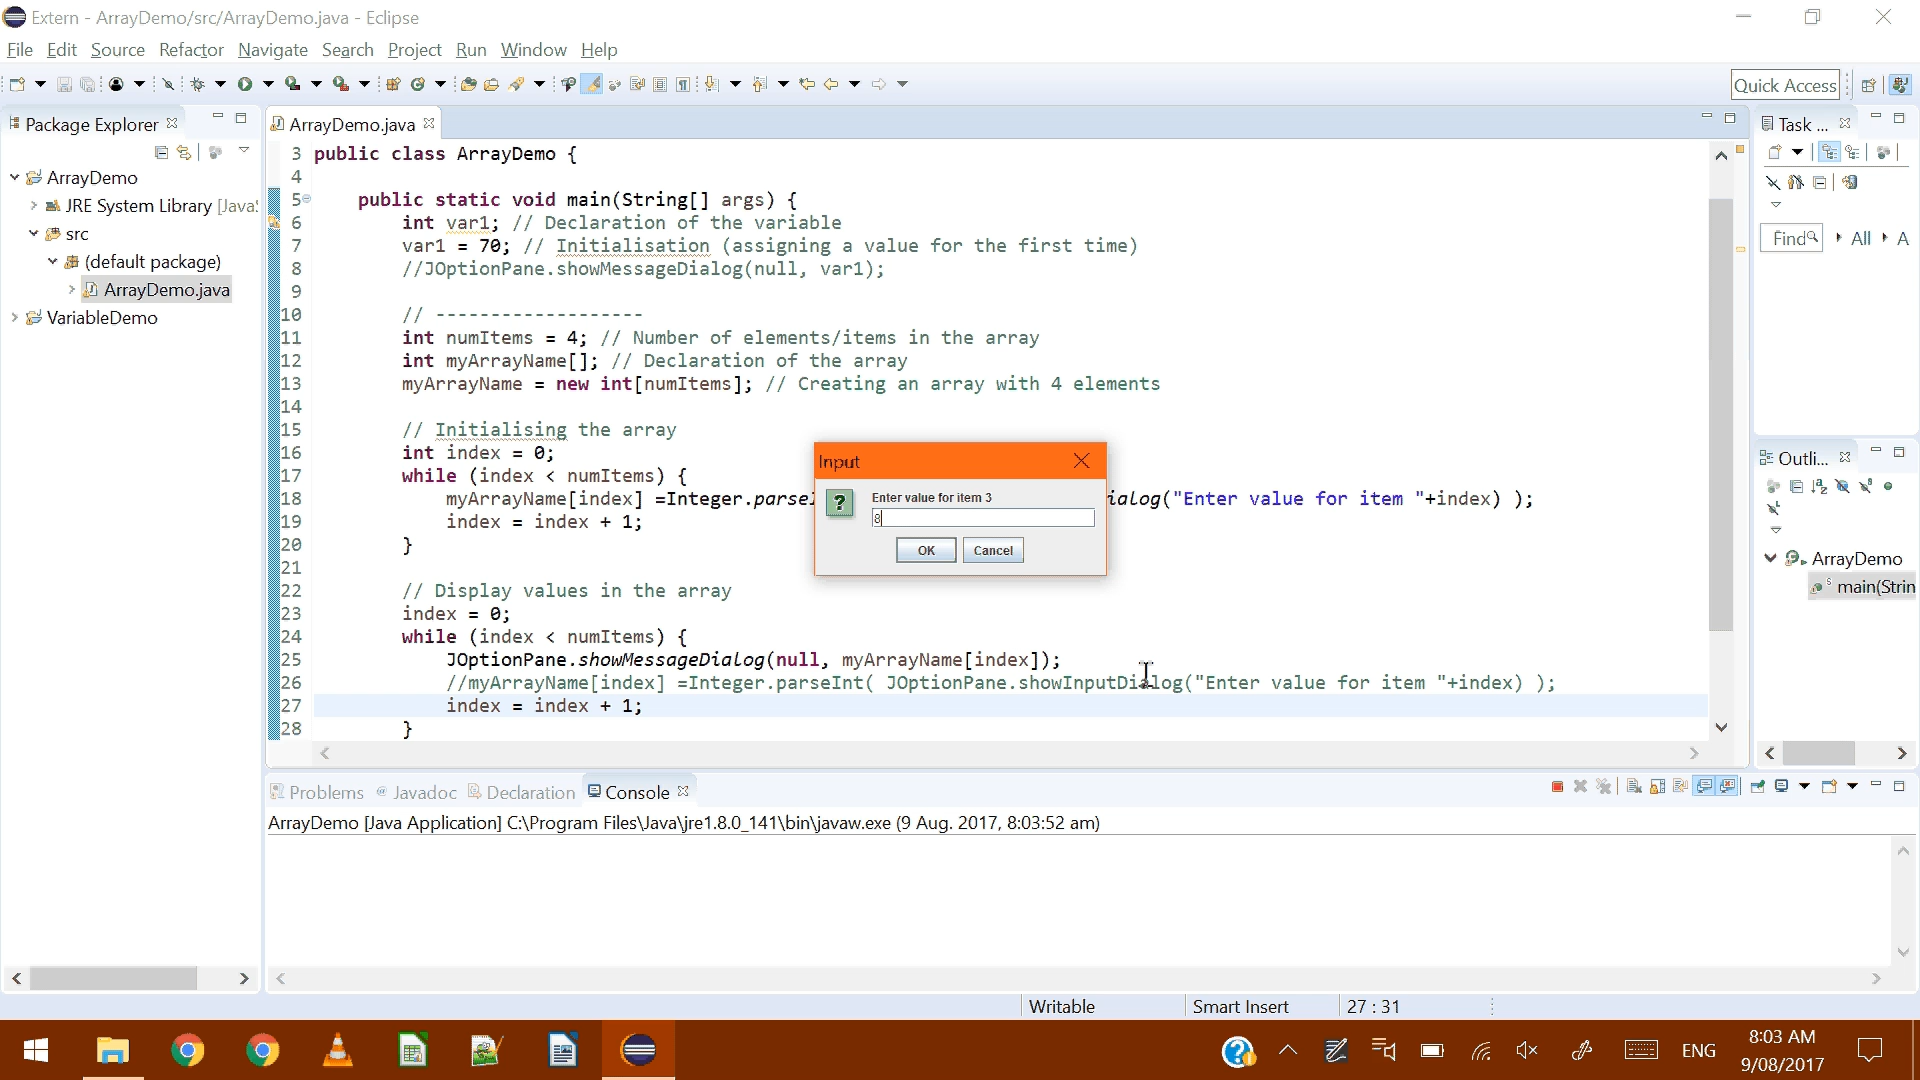 Extern - ArrayDemo/src/ArrayDemo.java - Eclipse
File Edit Source Refactor Navigate Search Project Run Window Help
Quick Access
Package Explorer
ArrayDemo
JRE System Library [Java
src
(default package)
ArrayDemo.java
VariableDemo
ArrayDemo.java
3 public class ArrayDemo {
4
5 public static void main(String[] args) {
6 int var1; // Declaration of the variable
7 var1 = 70; // Initialisation (assigning a value for the first time)
8 //JOptionPane.showMessageDialog(null, var1);
9
10 // -------------------
11 int numItems = 4; // Number of elements/items in the array
12 int myArrayName[]; // Declaration of the array
13 myArrayName = new int[numItems]; // Creating an array with 4 elements
14
15 // Initialising the array
16 int index = 0;
17 while (index < numItems) {
18 myArrayName[index] =Integer.parse ialog("Enter value for item "+index) );
19 index = index + 1;
20 }
21
22 // Display values in the array
23 index = 0;
24 while (index < numItems) {
25 JOptionPane.showMessageDialog(null, myArrayName[index]);
26 //myArrayName[index] =Integer.parseInt( JOptionPane.showInputDialog("Enter value for item "+index) );
27 index = index + 1;
28 }
Input
Enter value for item 3
8
OK Cancel
Task ...
Find All A
Outli...
ArrayDemo
main(Strin
Problems @ Javadoc Declaration Console
ArrayDemo [Java Application] C:\Program Files\Java\jre1.8.0_141\bin\javaw.exe (9 Aug. 2017, 8:03:52 am)
Writable Smart Insert 27 : 31
ENG
8:03 AM
9/08/2017